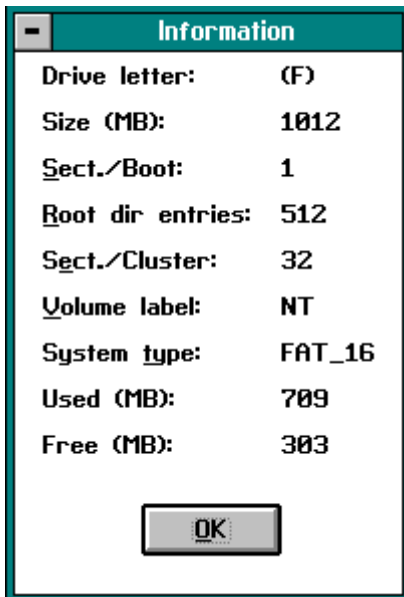 Information
Drive letter: (F)
Size (MB): 1012
Sect./Boot: 1
Root dir entries: 512
Sect./Cluster: 32
Volume label: NT
System type: FAT_16
Used (MB): 709
Free (MB): 303
OK